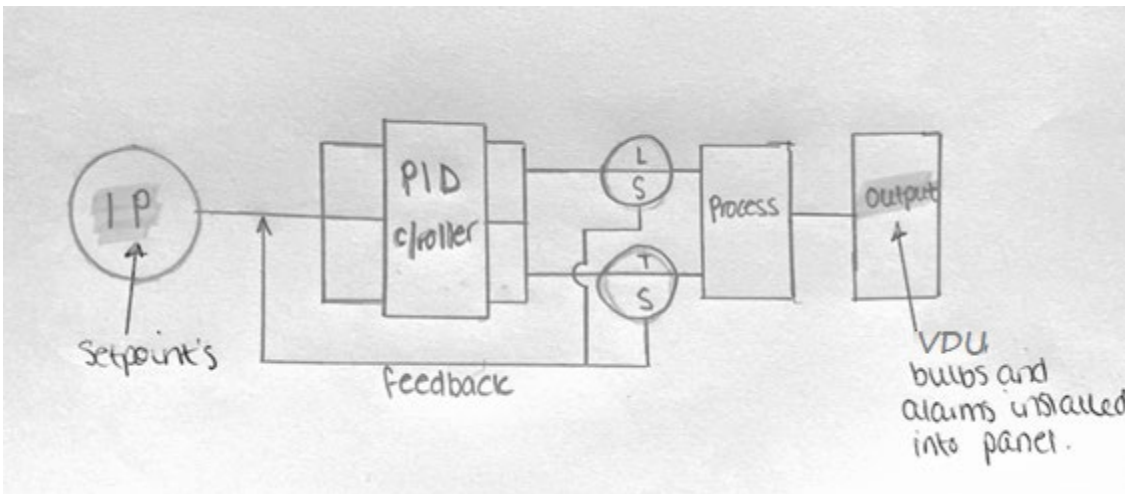 IP
Setpoint's
PID
c/roller
L
S
T
S
Process
output
feedback
VDU
bulbs and
alarms installed
into panel.